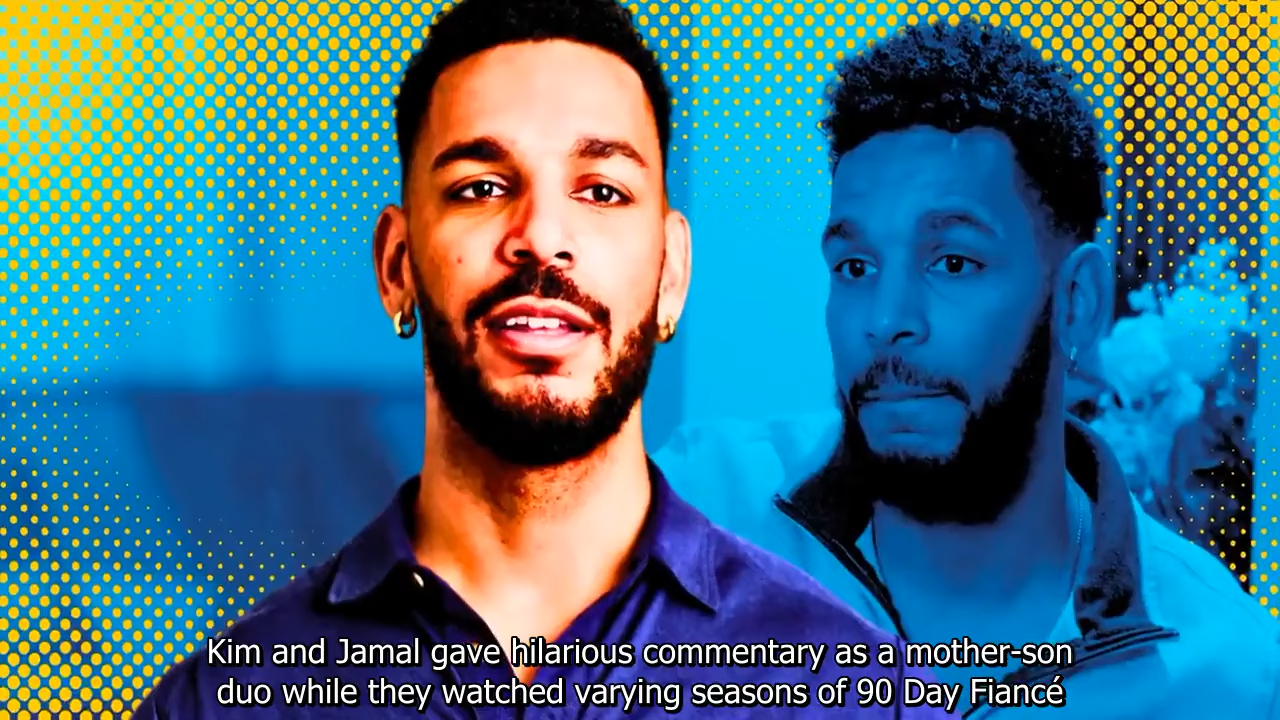 Kim and Jamal gave hilarious commentary as a mother-son
duo while they watched varying seasons of 90 Day Fiancé